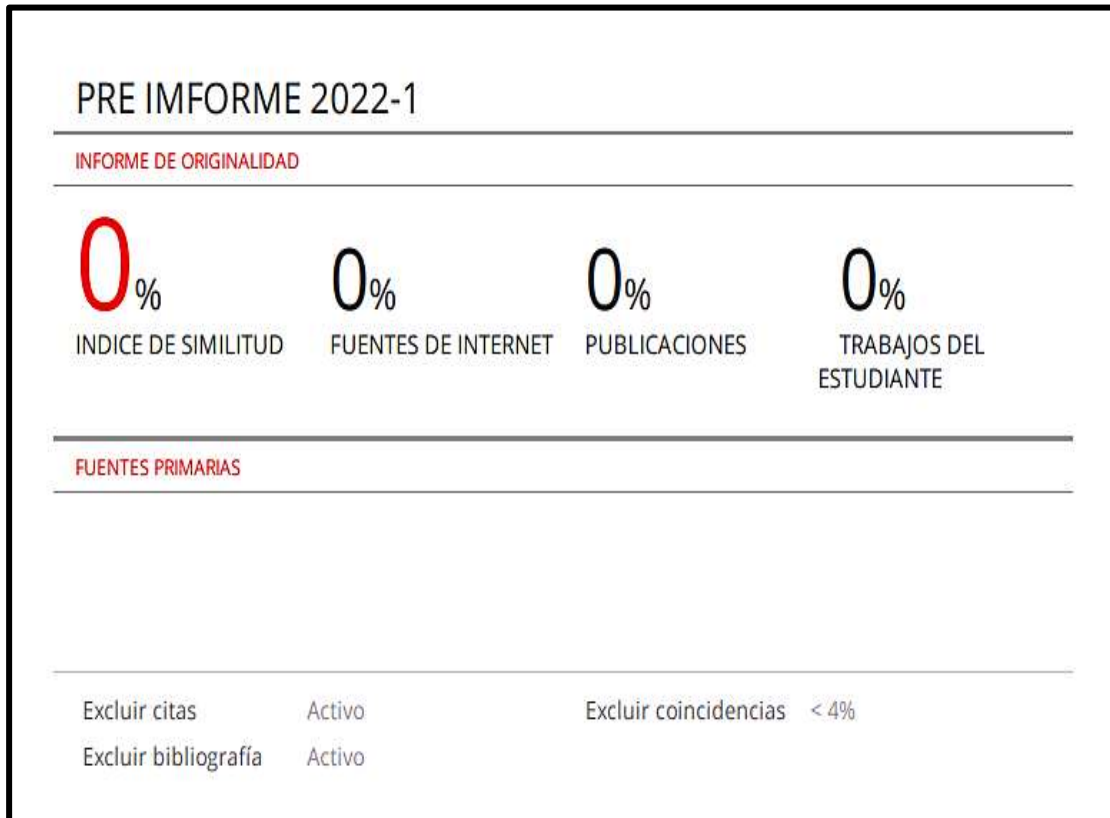 PRE IMFORME 2022-1
INFORME DE ORIGINALIDAD
0% 0% 0% 0%
INDICE DE SIMILITUD FUENTES DE INTERNET PUBLICACIONES TRABAJOS DEL
ESTUDIANTE
FUENTES PRIMARIAS
Excluir citas Activo Excluir coincidencias < 4%
Excluir bibliografía Activo